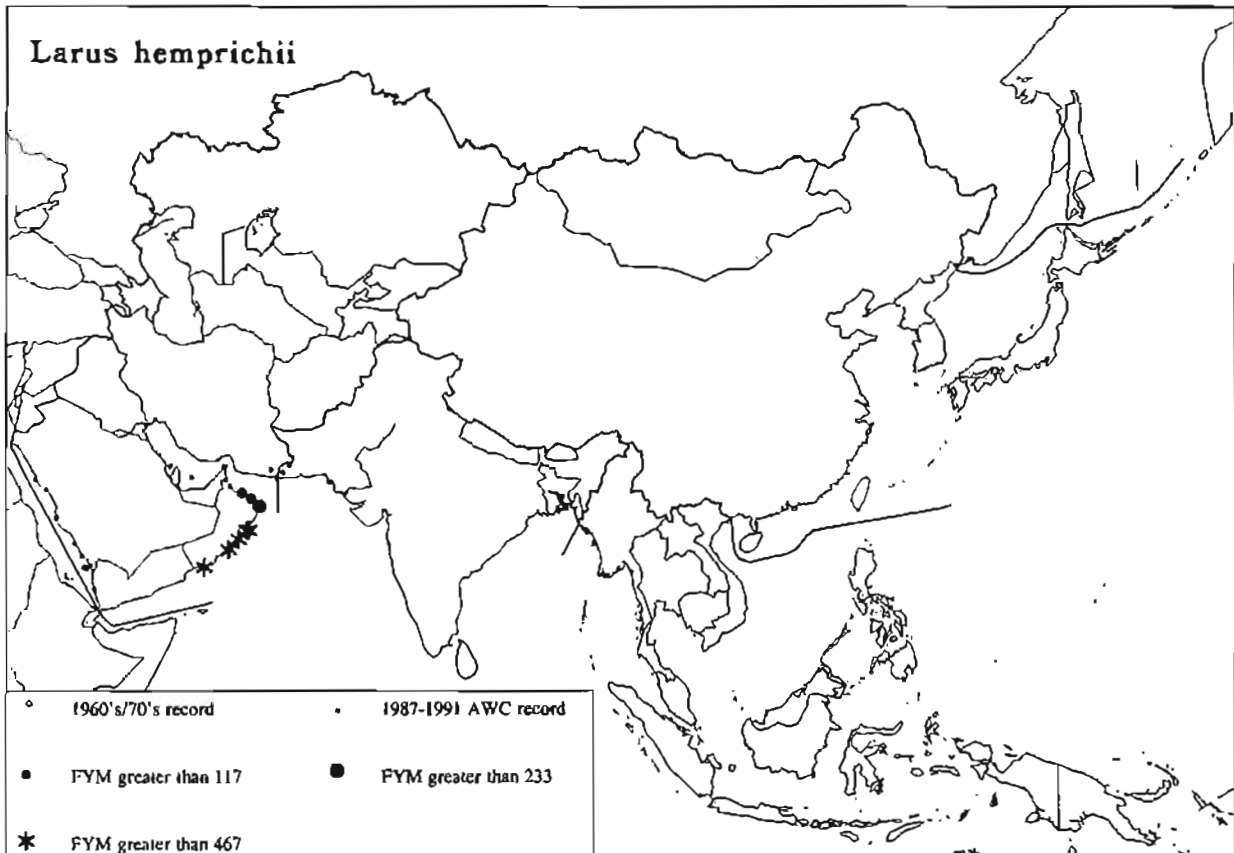 Larus hemprichii
1960's/70's record
1987-1991 AWC record
FYM greater than 117
FYM greater than 233
FYM greater than 467